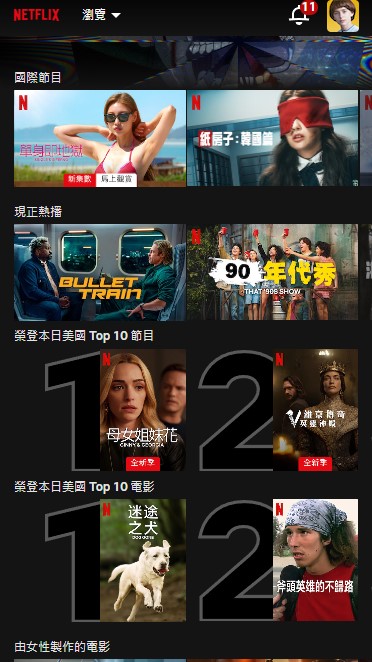 NETFLIX
瀏覽
11
國際節目
N
單身即地獄
新集數 馬上觀賞
N
紙房子：韓國篇
現正熱播
BULLET
TRAIN
N
90年代秀
THAT '90S SHOW
榮登本日美國 Top 10 節目
1
N
母女姐妹花
GINNY & GEORGIA
全新季
2
N
維京傳奇
英靈神殿
全新季
榮登本日美國 Top 10 電影
1
N
迷途
之犬
DOG GONE
2
N
斧頭英雄的不歸路
由女性製作的電影